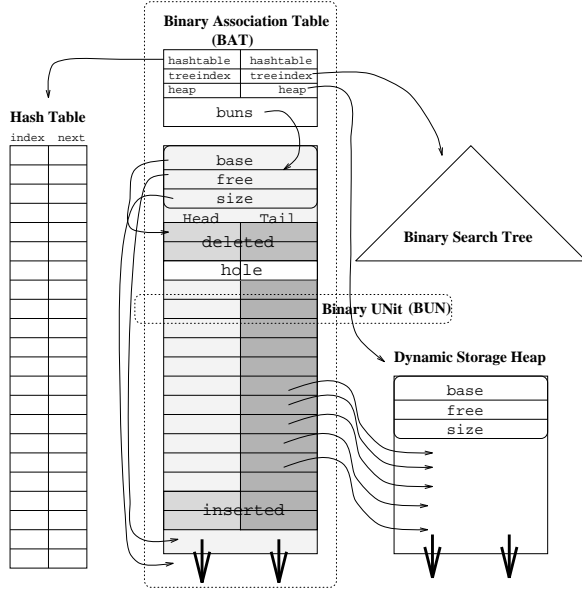 Binary Association Table
(BAT)
hashtable hashtable
treeindex treeindex
heap heap
buns
Hash Table
index next
base
free
size
Head Tail
deleted
hole
Binary Search Tree
Binary UNit (BUN)
Dynamic Storage Heap
base
free
size
inserted